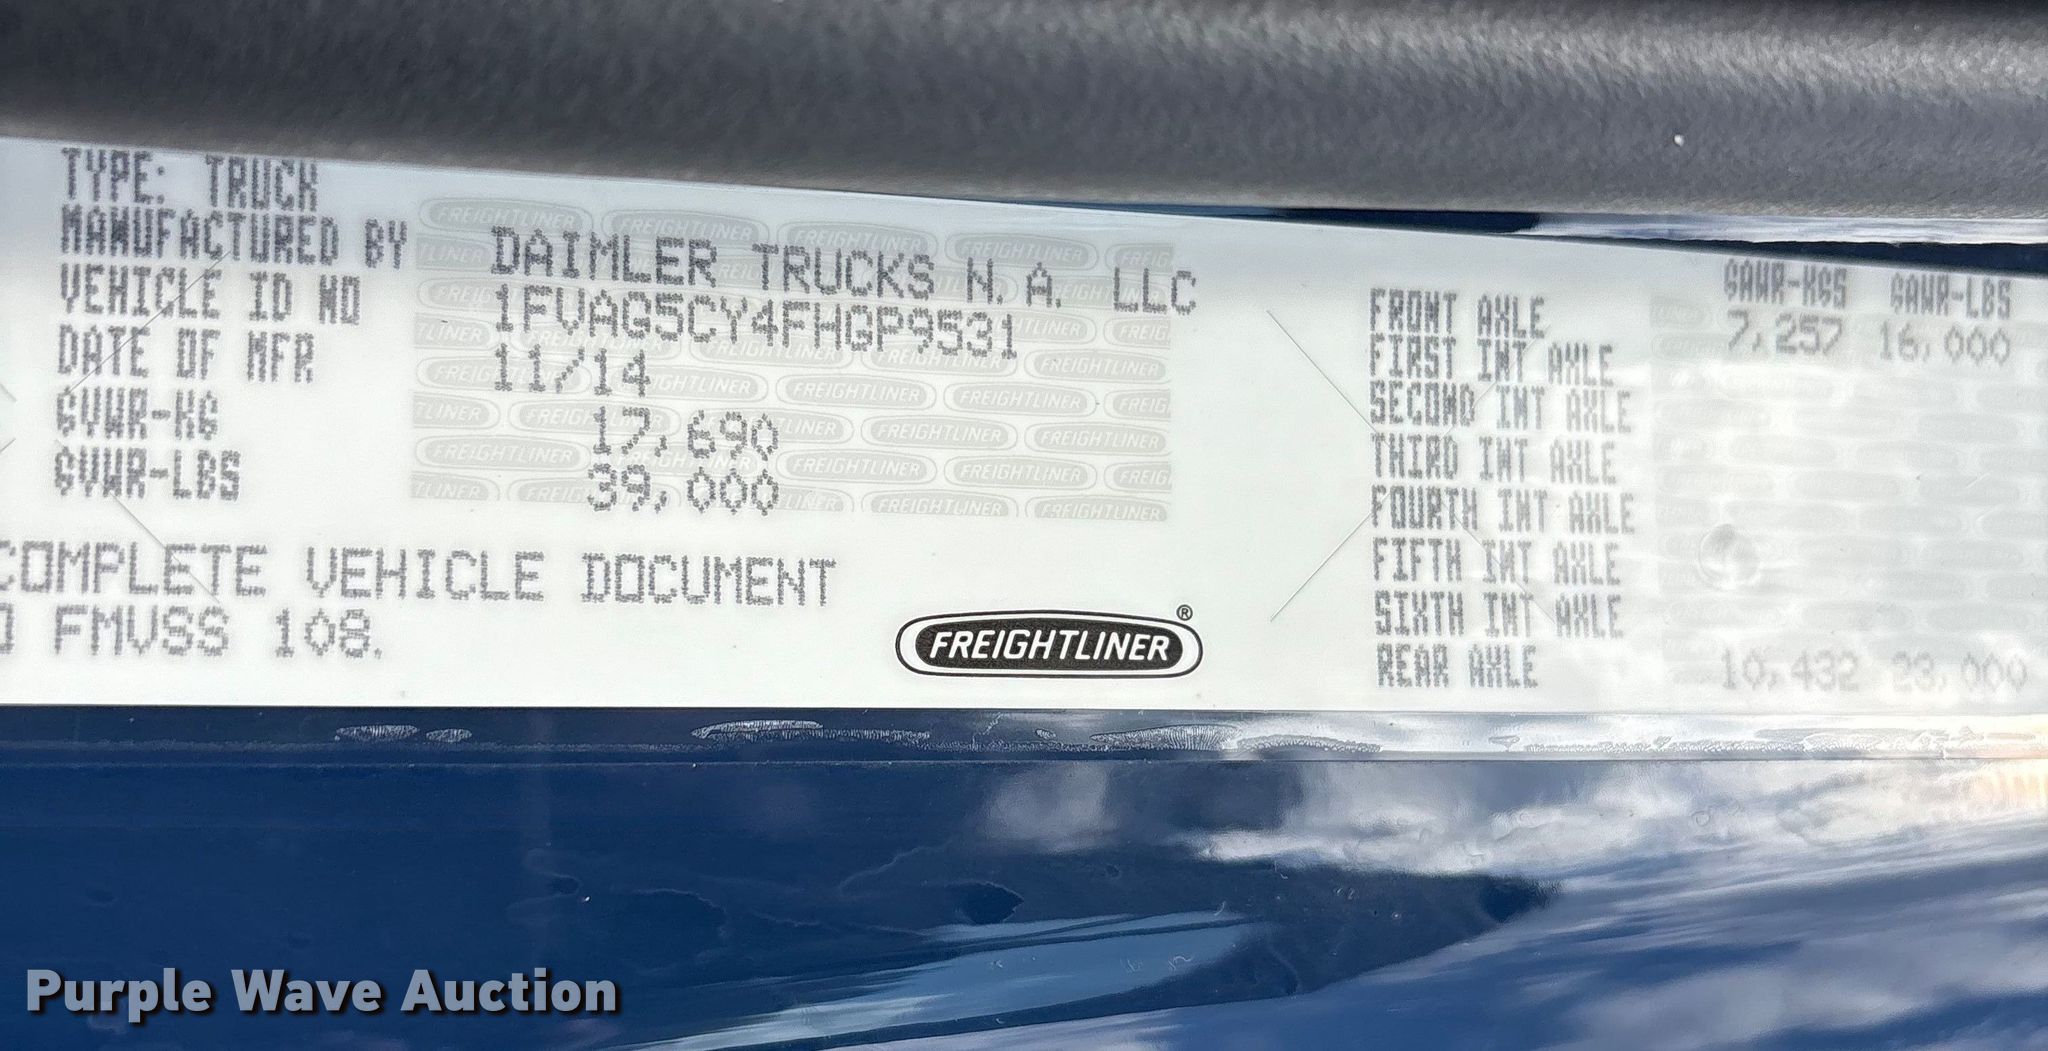 TYPE: TRUCK
MANUFACTURED BY DAIMLER TRUCKS N.A. LLC
VEHICLE ID NO 1FVAG5CY4FHGP9531
DATE OF MFR 11/14
GVWR-KG 17,690
GVWR-LBS 39,000
COMPLETE VEHICLE DOCUMENT
FMVSS 108.
FREIGHTLINER®
GAWR-KGS GAWR-LBS
FRONT AXLE 7,257 16,000
FIRST INT AXLE
SECOND INT AXLE
THIRD INT AXLE
FOURTH INT AXLE
FIFTH INT AXLE
SIXTH INT AXLE
REAR AXLE 10,432 23,000
Purple Wave Auction